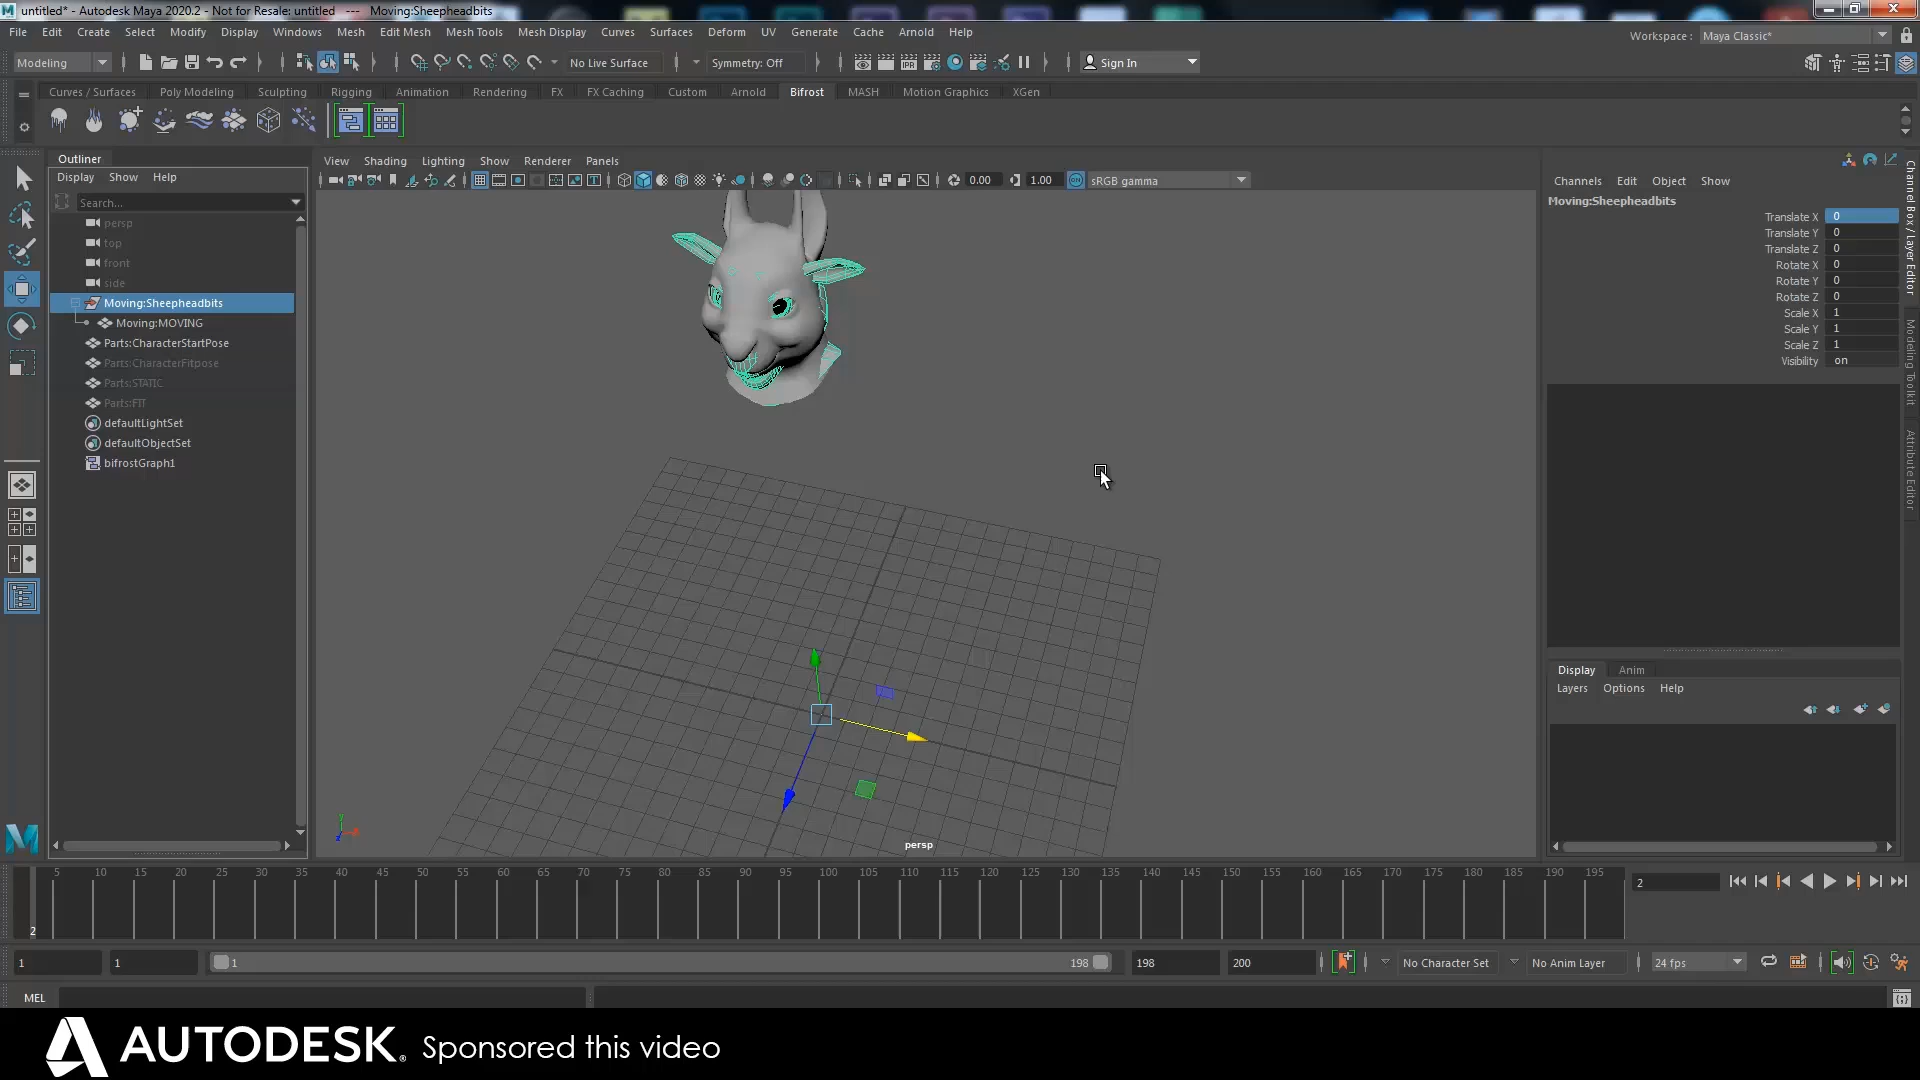 untitled* - Autodesk Maya 2020.2 - Not for Resale: untitled --- Moving:Sheepheadbits
File Edit Create Select Modify Display Windows Mesh Edit Mesh Mesh Tools Mesh Display Curves Surfaces Deform UV Generate Cache Arnold Help
Workspace : Maya Classic*
Modeling No Live Surface Symmetry: Off Sign In
Curves / Surfaces Poly Modeling Sculpting Rigging Animation Rendering FX FX Caching Custom Arnold Bifrost MASH Motion Graphics XGen
Outliner
Display Show Help
Search...
persp
top
front
side
Moving:Sheepheadbits
Moving:MOVING
Parts:CharacterStartPose
Parts:CharacterFitpose
Parts:STATIC
Parts:FIT
defaultLightSet
defaultObjectSet
bifrostGraph1
View Shading Lighting Show Renderer Panels
0.00 1.00 sRGB gamma
persp
Channels Edit Object Show
Moving:Sheepheadbits
Translate X 0
Translate Y 0
Translate Z 0
Rotate X 0
Rotate Y 0
Rotate Z 0
Scale X 1
Scale Y 1
Scale Z 1
Visibility on
Display Anim
Layers Options Help
Channel Box / Layer Editor
Modeling Toolkit
Attribute Editor
5 10 15 20 25 30 35 40 45 50 55 60 65 70 75 80 85 90 95 100 105 110 115 120 125 130 135 140 145 150 155 160 165 170 175 180 185 190 195
2
2
1 1 1 198 198 200 No Character Set No Anim Layer 24 fps
MEL
AUTODESK. Sponsored this video